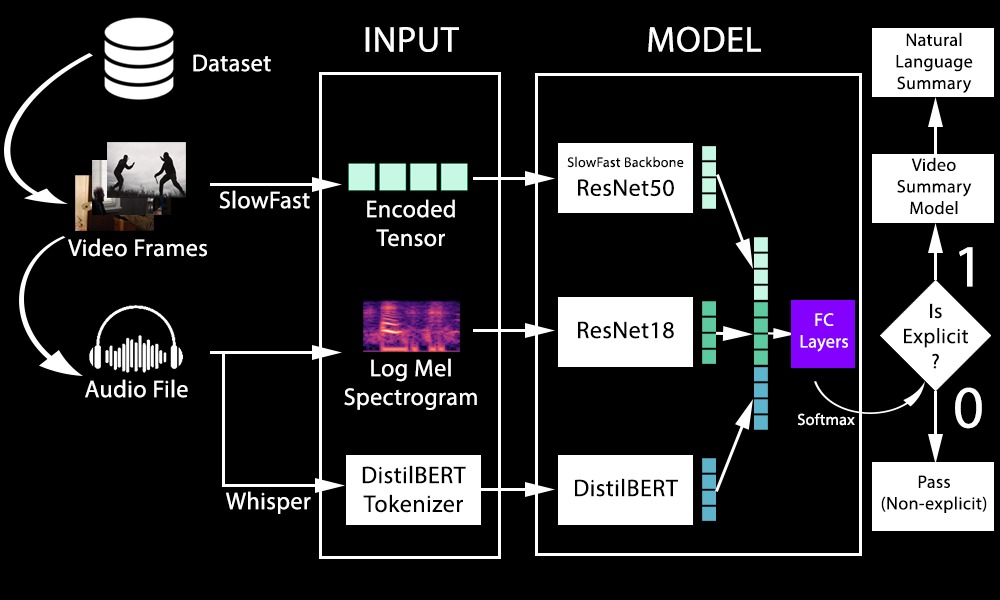 INPUT
MODEL
Dataset
Video Frames
Audio File
SlowFast
Whisper
Encoded
Tensor
Log Mel
Spectrogram
DistilBERT
Tokenizer
SlowFast Backbone
ResNet50
ResNet18
DistilBERT
FC
Layers
Softmax
Natural
Language
Summary
Video
Summary
Model
1
Is
Explicit
?
0
Pass
(Non-explicit)